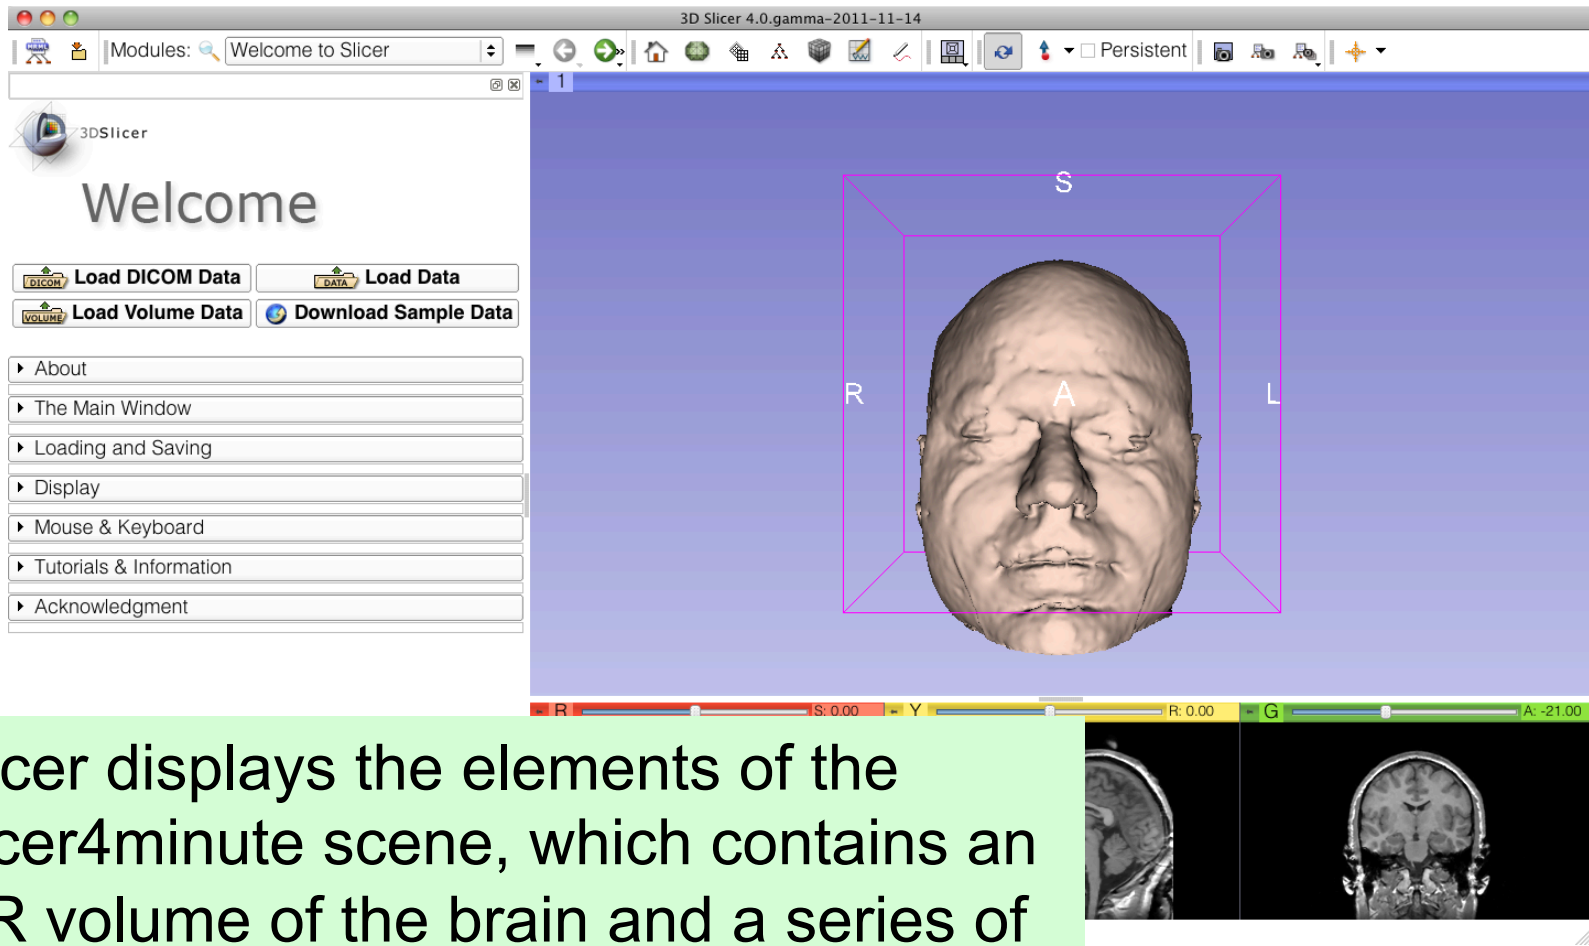 3D Slicer 4.0.gamma-2011-11-14
Modules: Welcome to Slicer Persistent
1
3DSlicer
Welcome
DICOM Load DICOM Data
DATA Load Data
VOLUME Load Volume Data
Download Sample Data
About
The Main Window
Loading and Saving
Display
Mouse & Keyboard
Tutorials & Information
Acknowledgment
S
R
A
L
R S: 0.00
Y R: 0.00
G A: -21.00
cer displays the elements of the
cer4minute scene, which contains an
R volume of the brain and a series of